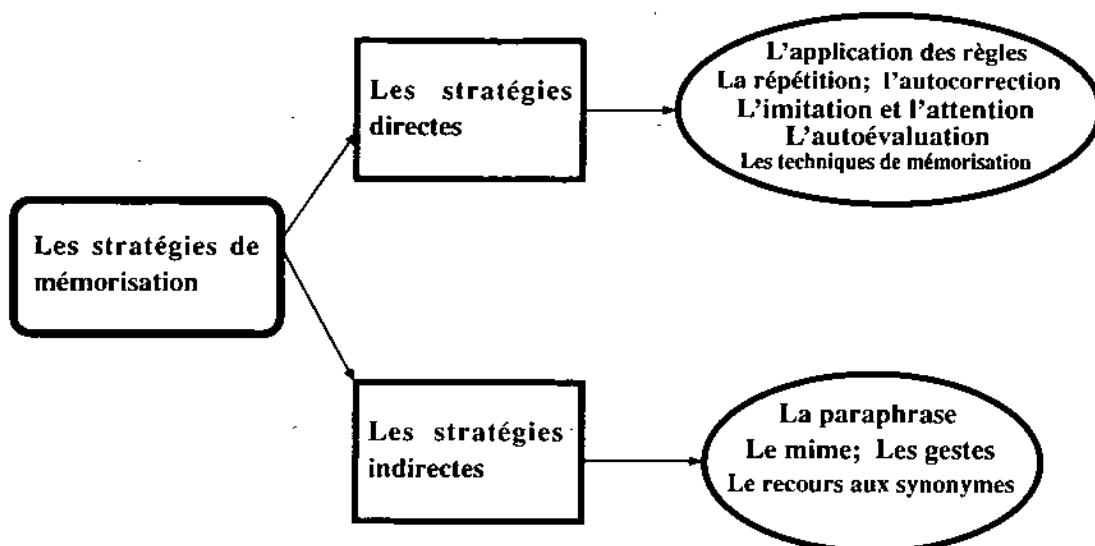 Les stratégies de
mémorisation
Les stratégies
directes
L'application des règles
La répétition; l'autocorrection
L'imitation et l'attention
L'autoévaluation
Les techniques de mémorisation
Les stratégies
indirectes
La paraphrase
Le mime; Les gestes
Le recours aux synonymes